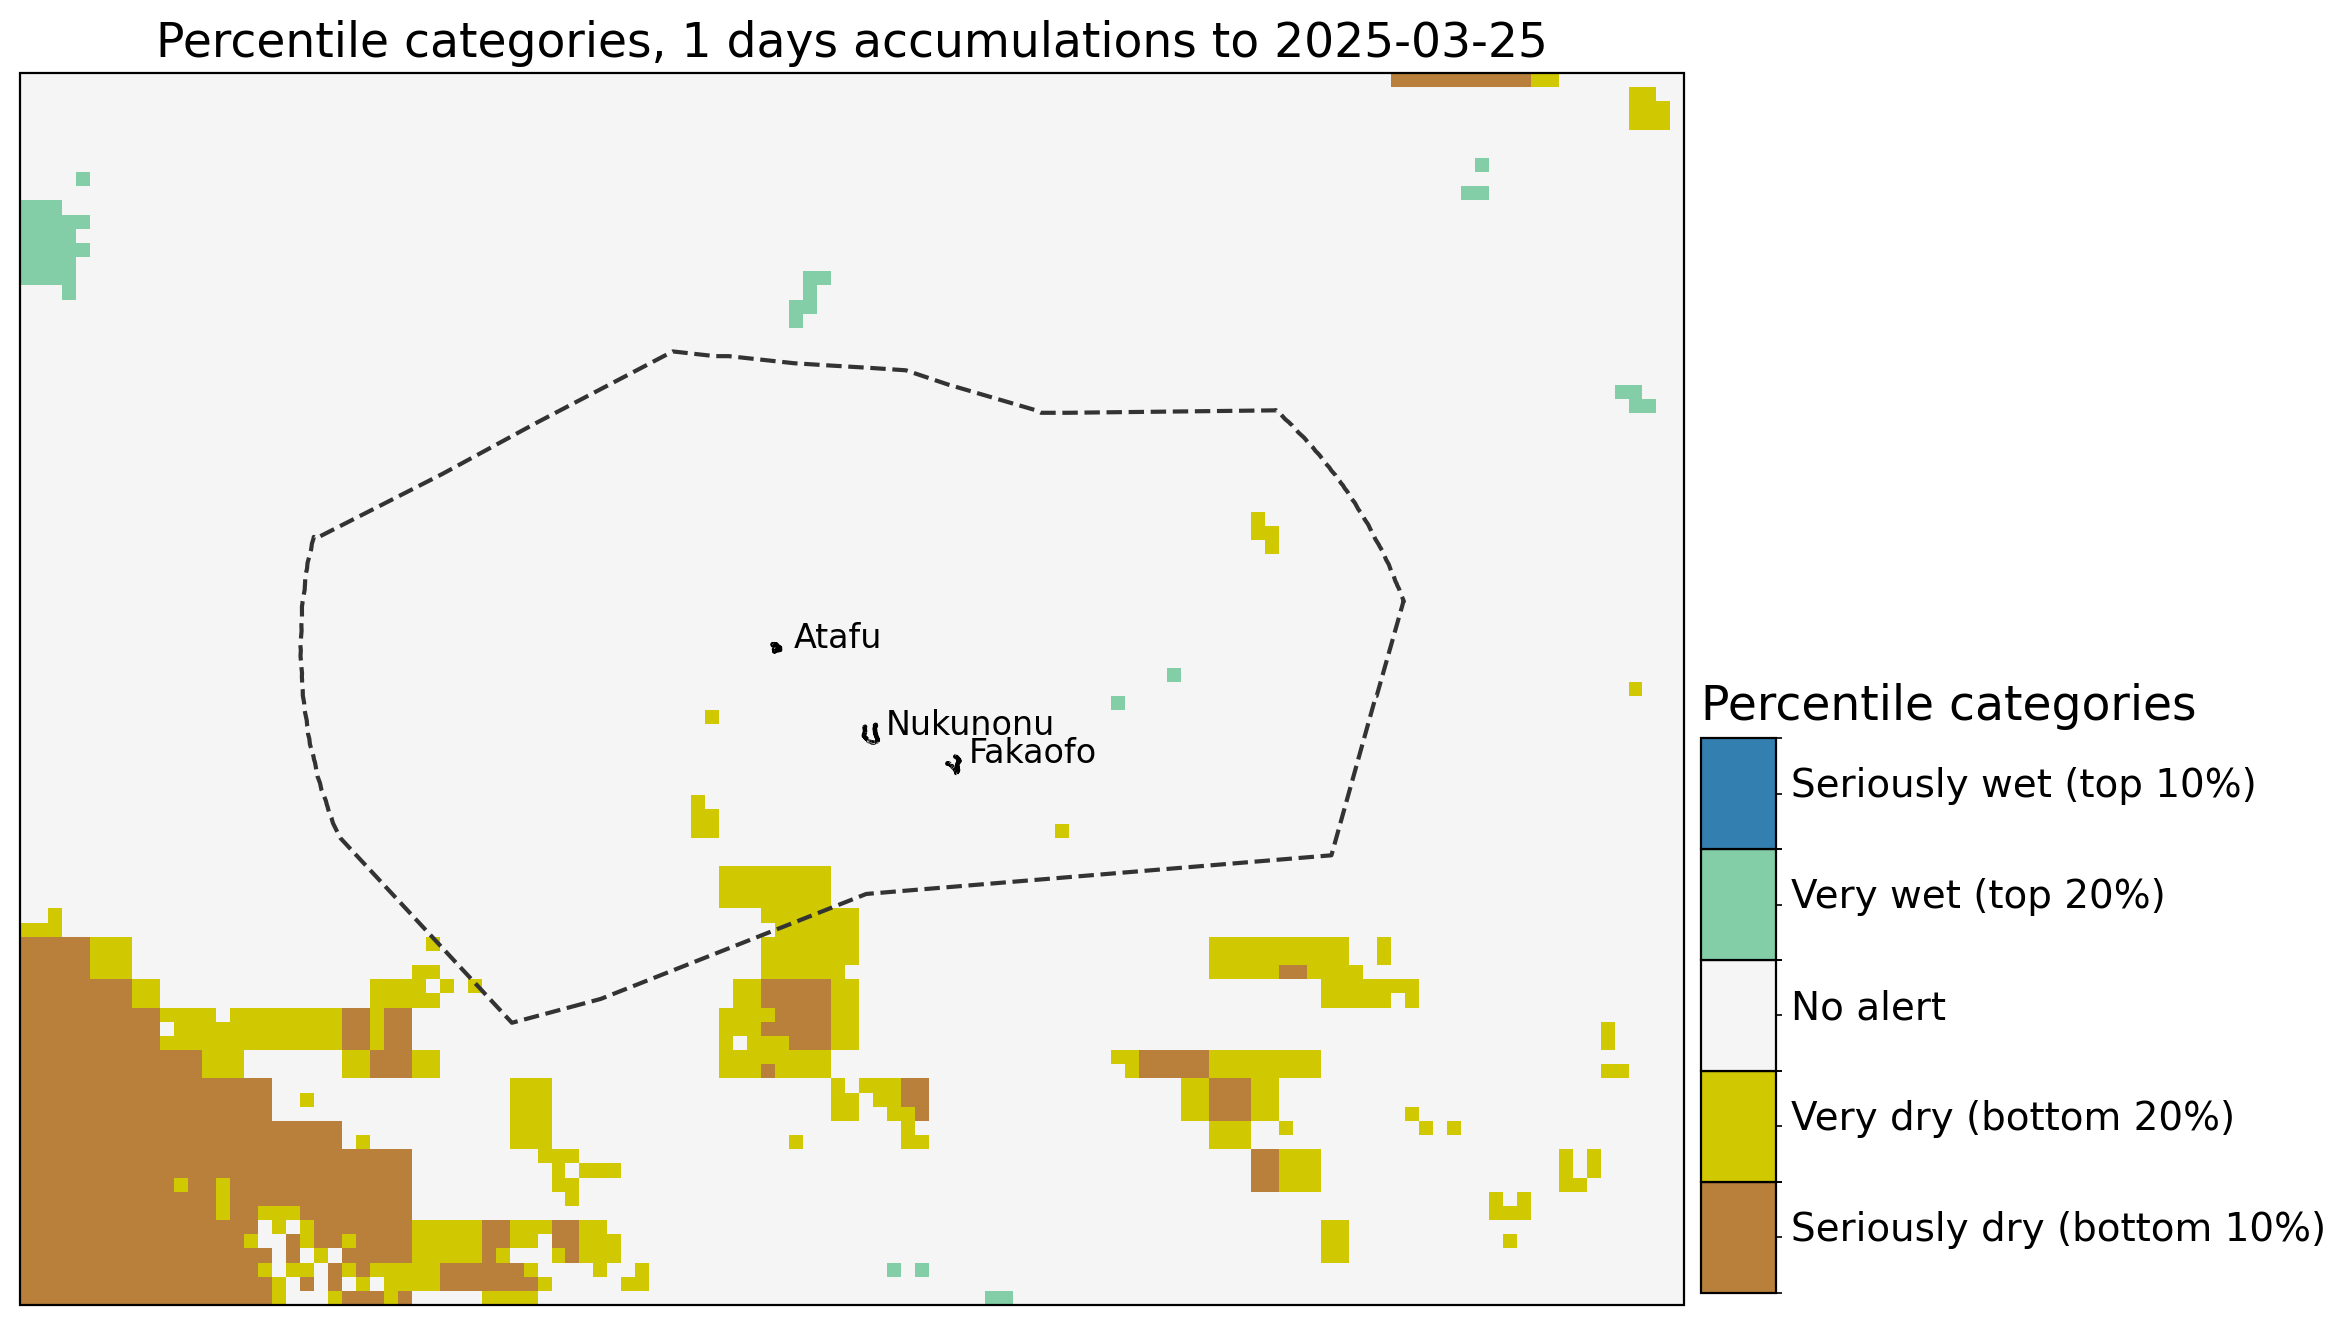 Percentile categories, 1 days accumulations to 2025-03-25
Atafu
Nukunonu
Fakaofo
Percentile categories
Seriously wet (top 10%)
Very wet (top 20%)
No alert
Very dry (bottom 20%)
Seriously dry (bottom 10%)